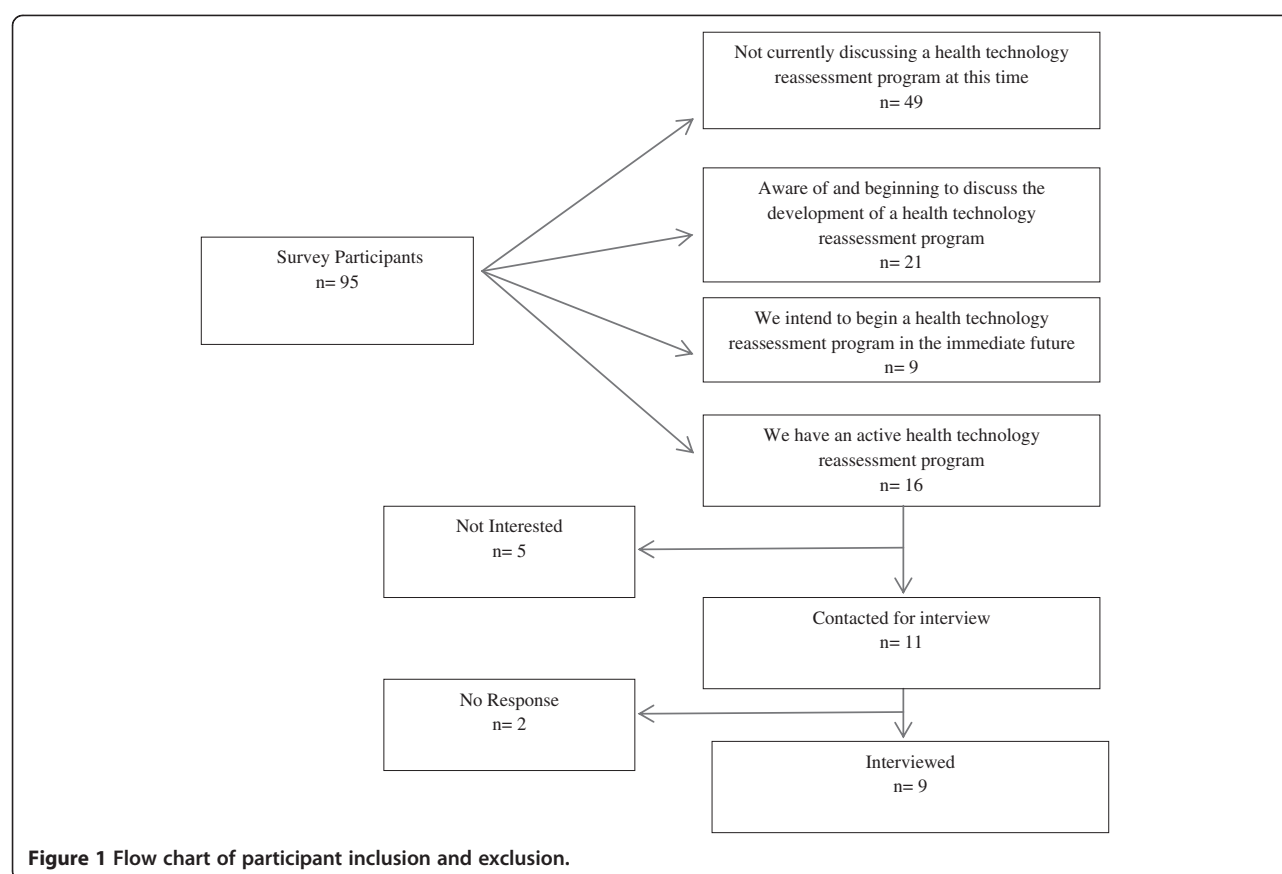 Not currently discussing a health technology
reassessment program at this time
n= 49
Aware of and beginning to discuss the
development of a health technology
reassessment program
n= 21
Survey Participants
n= 95
We intend to begin a health technology
reassessment program in the immediate future
n= 9
We have an active health technology
reassessment program
n= 16
Not Interested
n= 5
Contacted for interview
n= 11
No Response
n= 2
Interviewed
n= 9
Figure 1 Flow chart of participant inclusion and exclusion.